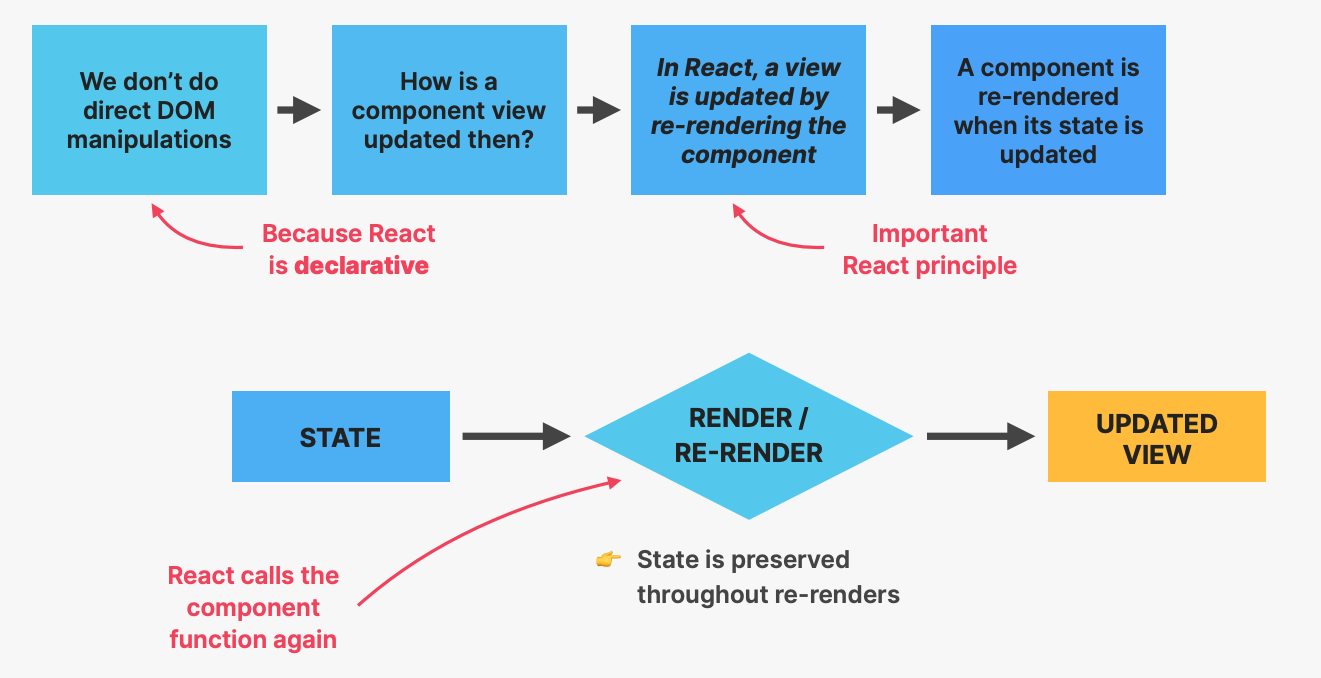 We don’t do
direct DOM
manipulations
How is a
component view
updated then?
In React, a view
is updated by
re-rendering the
component
A component is
re-rendered
when its state is
updated
Because React
is declarative
Important
React principle
STATE
RENDER /
RE-RENDER
UPDATED
VIEW
👉 State is preserved
throughout re-renders
React calls the
component
function again